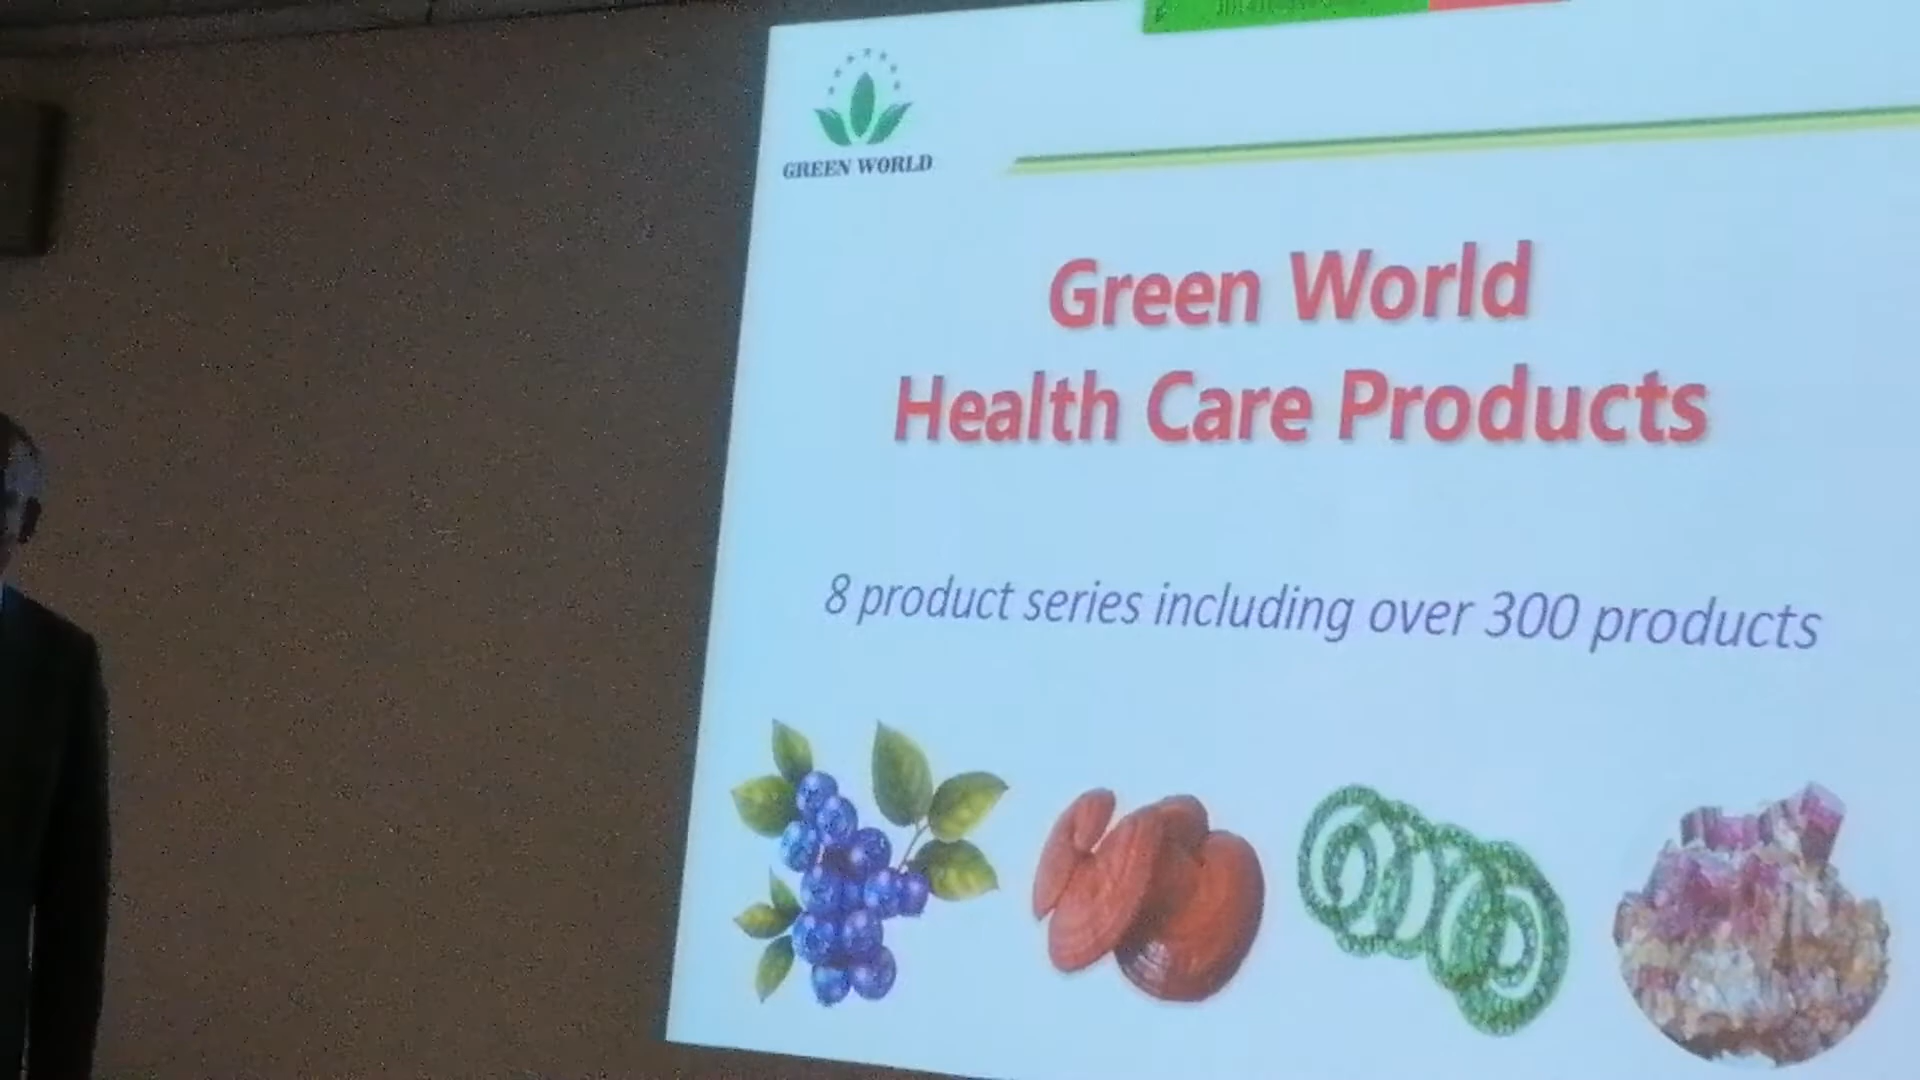 GREEN WORLD
Green World
Health Care Products
8 product series including over 300 products